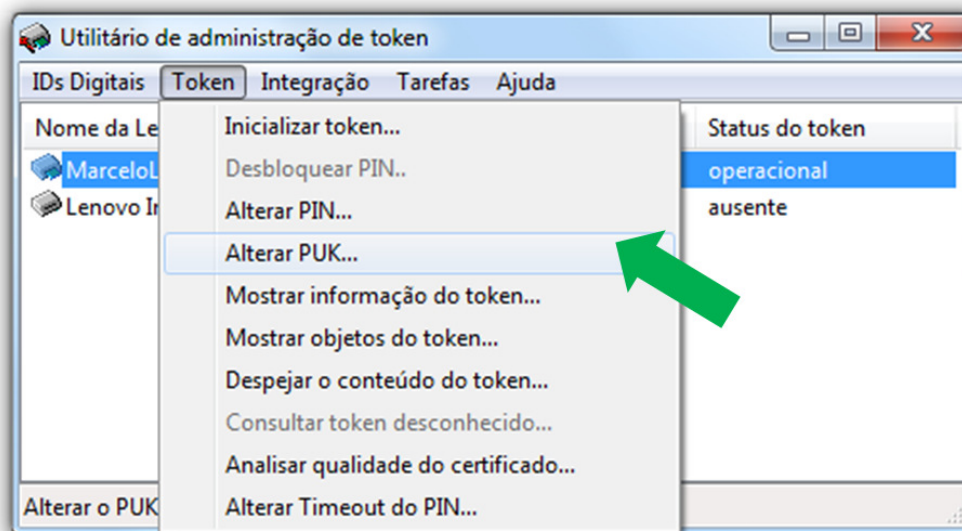 Utilitário de administração de token
IDs Digitais Token Integração Tarefas Ajuda
Nome da Le
Status do token
MarceloL
operacional
Lenovo In
ausente
Inicializar token...
Desbloquear PIN..
Alterar PIN...
Alterar PUK...
Mostrar informação do token...
Mostrar objetos do token...
Despejar o conteúdo do token...
Consultar token desconhecido...
Analisar qualidade do certificado...
Alterar Timeout do PIN...
Alterar o PUK